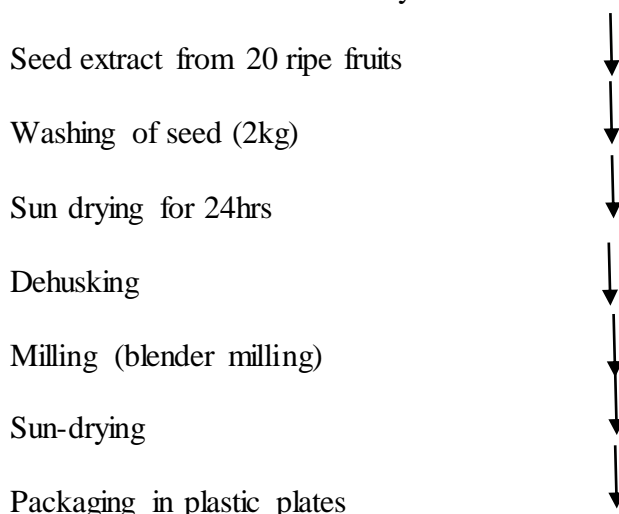 Seed extract from 20 ripe fruits
Washing of seed (2kg)
Sun drying for 24hrs
Dehusking
Milling (blender milling)
Sun-drying
Packaging in plastic plates